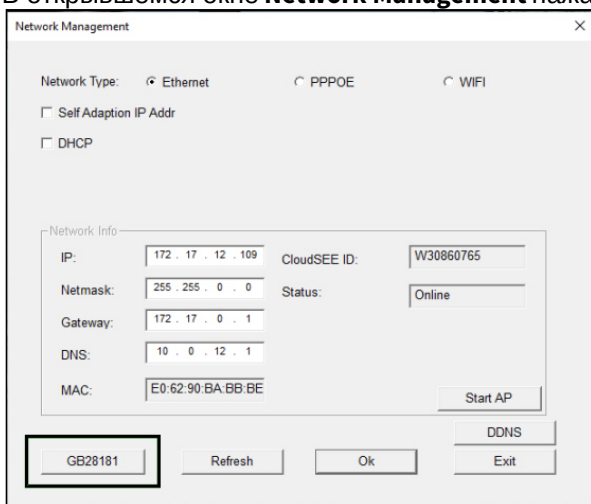 В открывшемся окне Network Management нажа
Network Management
Network Type: Ethernet PPPOE WIFI
Self Adaption IP Addr
DHCP
Network Info
IP: 172 . 17 . 12 . 109 CloudSEE ID: W30860765
Netmask: 255 . 255 . 0 . 0 Status: Online
Gateway: 172 . 17 . 0 . 1
DNS: 10 . 0 . 12 . 1
MAC: E0:62:90:BA:BB:BE
Start AP
DDNS
GB28181 Refresh Ok Exit